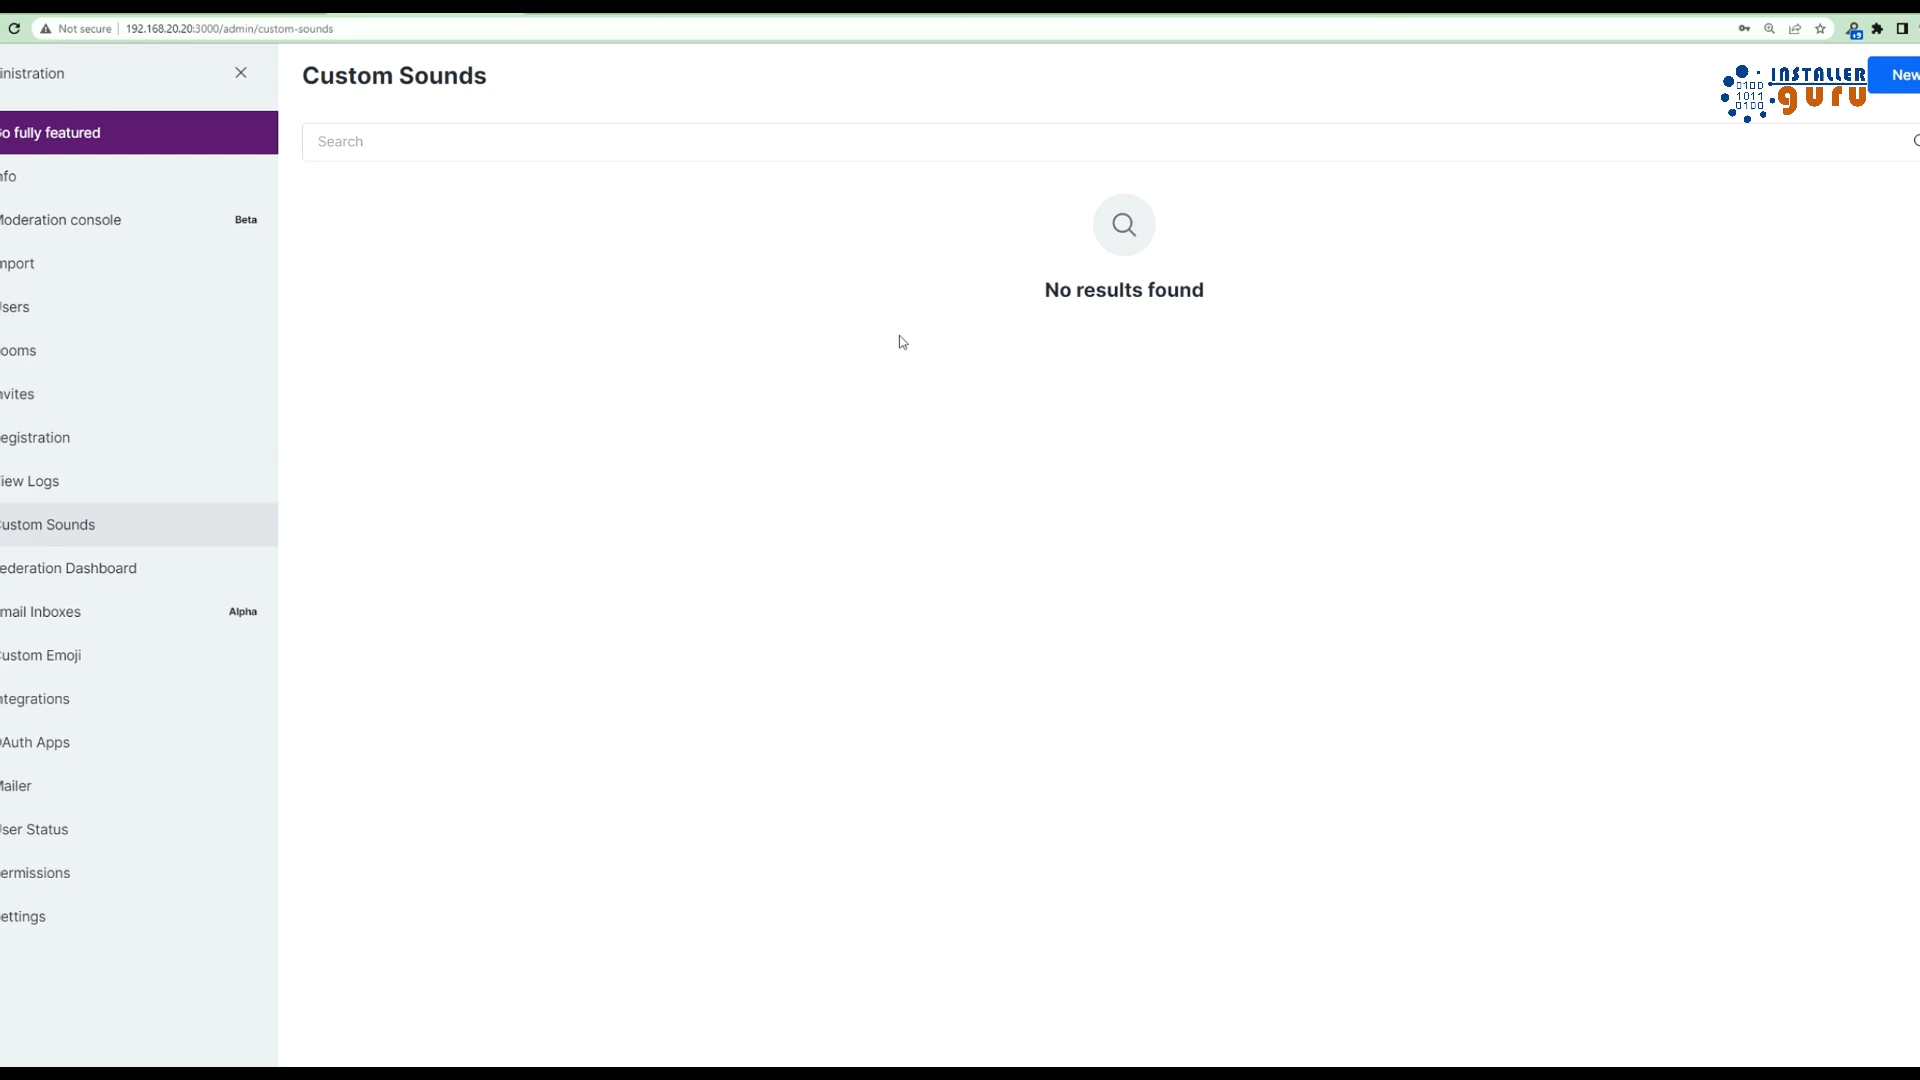 Not secure | 192.168.20.20:3000/admin/custom-sounds
inistration
Custom Sounds
INSTALLER
guru
0100
1011
0100
New
o fully featured
Search
nfo
Moderation console Beta
No results found
mport
Users
ooms
nvites
egistration
iew Logs
ustom Sounds
ederation Dashboard
mail Inboxes Alpha
ustom Emoji
ntegrations
Auth Apps
Mailer
User Status
ermissions
ettings